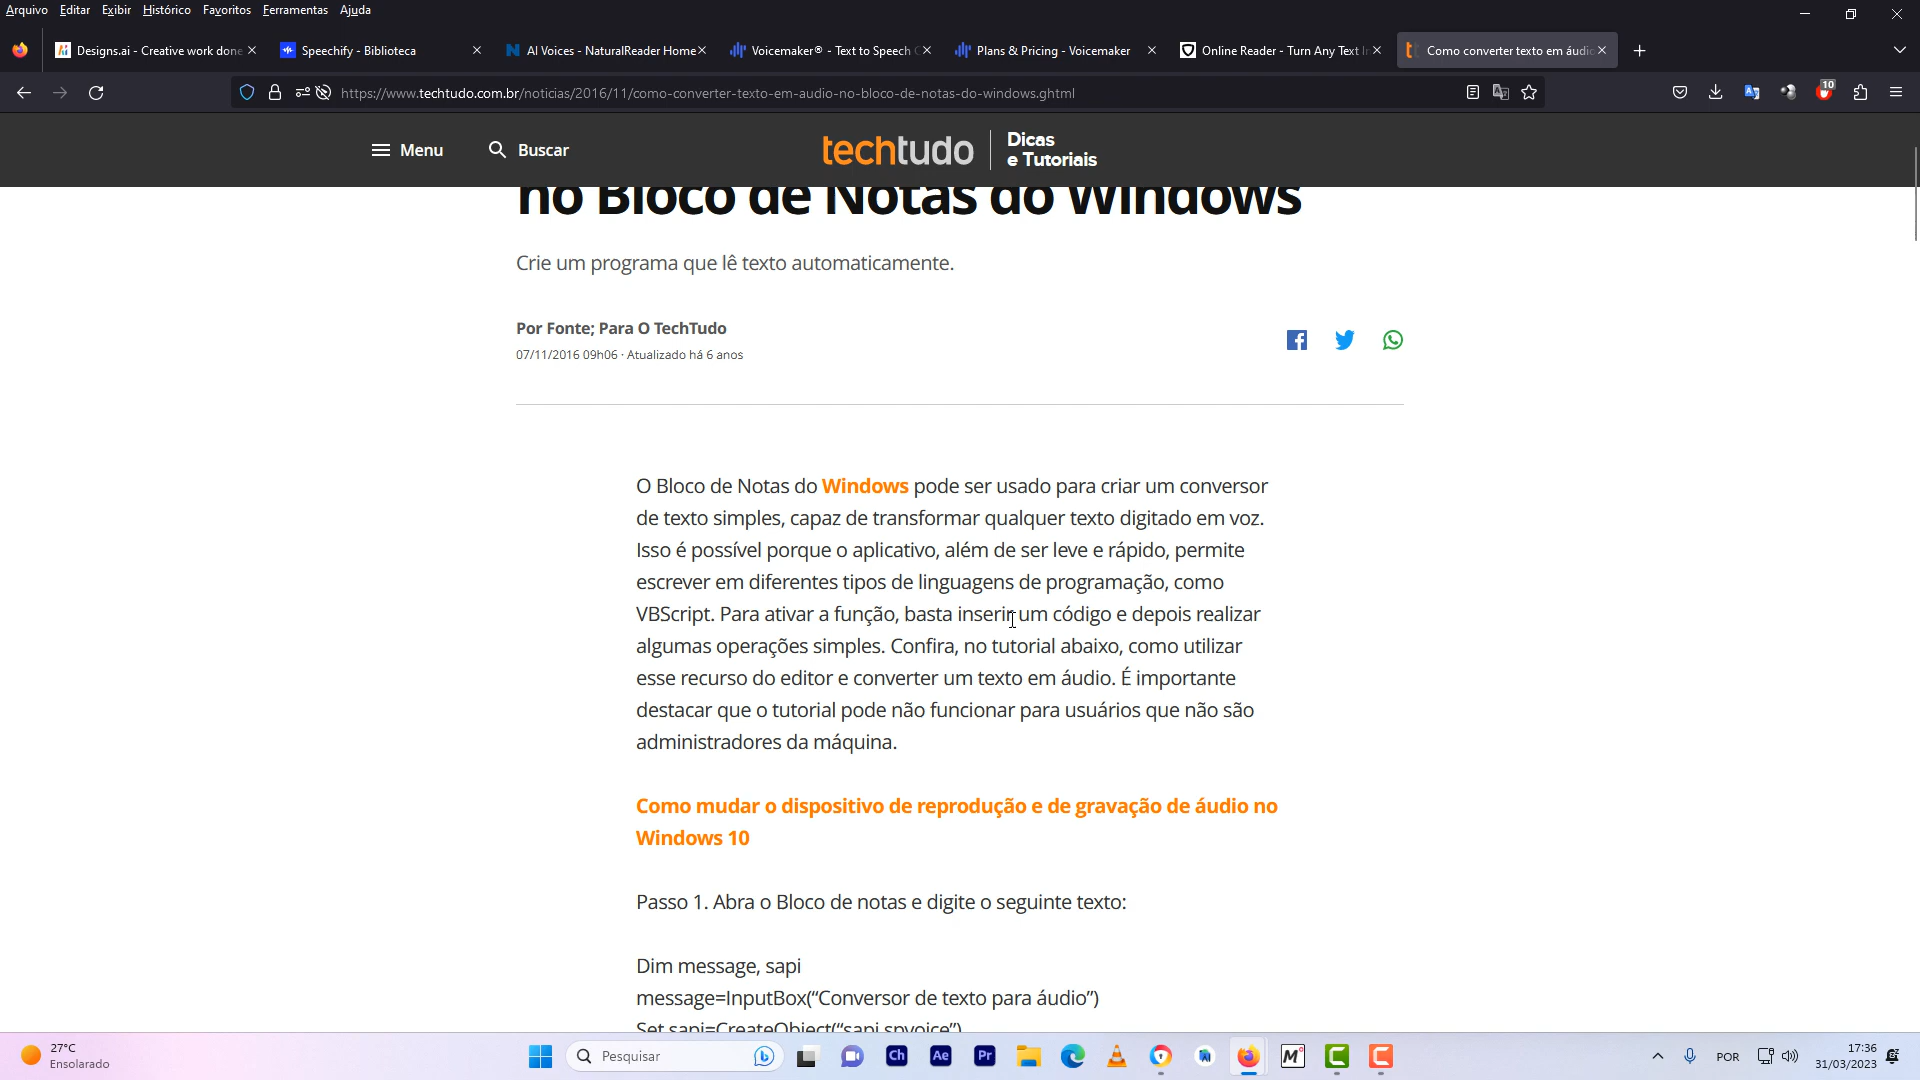 Arquivo Editar Exibir Histórico Favoritos Ferramentas Ajuda
Designs.ai - Creative work done
Speechify - Biblioteca
AI Voices - NaturalReader Home
Voicemaker® - Text to Speech
Plans & Pricing - Voicemaker
Online Reader - Turn Any Text
Como converter texto em áudio
https://www.techtudo.com.br/noticias/2016/11/como-converter-texto-em-audio-no-bloco-de-notas-do-windows.ghtml
10
Menu
Buscar
techtudo
Dicas
e Tutoriais
no Bloco de Notas do Windows
Crie um programa que lê texto automaticamente.
Por Fonte; Para O TechTudo
07/11/2016 09h06 · Atualizado há 6 anos
O Bloco de Notas do Windows pode ser usado para criar um conversor
de texto simples, capaz de transformar qualquer texto digitado em voz.
Isso é possível porque o aplicativo, além de ser leve e rápido, permite
escrever em diferentes tipos de linguagens de programação, como
VBScript. Para ativar a função, basta inserir um código e depois realizar
algumas operações simples. Confira, no tutorial abaixo, como utilizar
esse recurso do editor e converter um texto em áudio. É importante
destacar que o tutorial pode não funcionar para usuários que não são
administradores da máquina.
Como mudar o dispositivo de reprodução e de gravação de áudio no
Windows 10
Passo 1. Abra o Bloco de notas e digite o seguinte texto:
Dim message, sapi
message=InputBox(“Conversor de texto para áudio”)
Set sapi=CreateObject(“sapi.spvoice”)
27°C
Ensolarado
Pesquisar
Ch
Ae
Pr
M
C
C
POR
17:36
31/03/2023